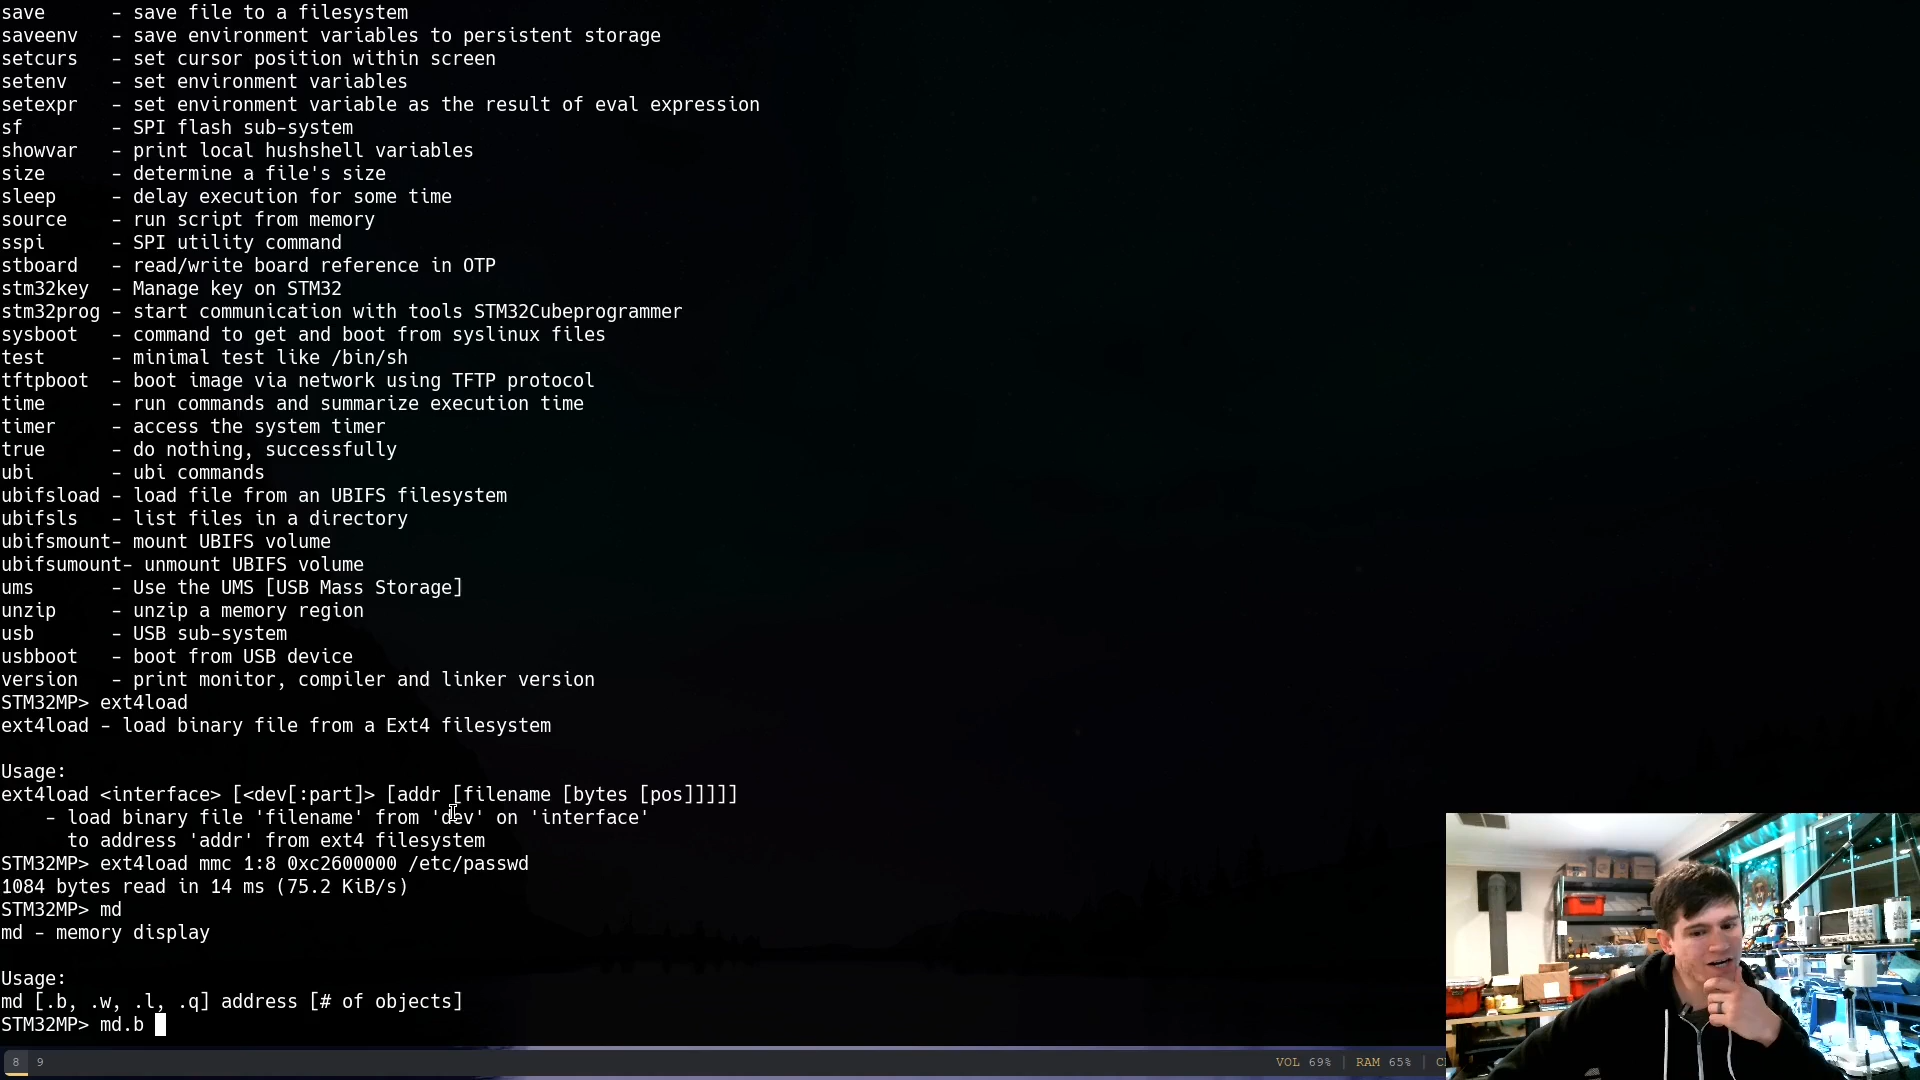 save      - save file to a filesystem
saveenv   - save environment variables to persistent storage
setcurs   - set cursor position within screen
setenv    - set environment variables
setexpr   - set environment variable as the result of eval expression
sf        - SPI flash sub-system
showvar   - print local hushshell variables
size      - determine a file's size
sleep     - delay execution for some time
source    - run script from memory
sspi      - SPI utility command
stboard   - read/write board reference in OTP
stm32key  - Manage key on STM32
stm32prog - start communication with tools STM32Cubeprogrammer
sysboot   - command to get and boot from syslinux files
test      - minimal test like /bin/sh
tftpboot  - boot image via network using TFTP protocol
time      - run commands and summarize execution time
timer     - access the system timer
true      - do nothing, successfully
ubi       - ubi commands
ubifsload - load file from an UBIFS filesystem
ubifsls   - list files in a directory
ubifsmount- mount UBIFS volume
ubifsumount- unmount UBIFS volume
ums       - Use the UMS [USB Mass Storage]
unzip     - unzip a memory region
usb       - USB sub-system
usbboot   - boot from USB device
version   - print monitor, compiler and linker version
STM32MP> ext4load
ext4load - load binary file from a Ext4 filesystem
Usage:
ext4load <interface> [<dev[:part]> [addr [filename [bytes [pos]]]]]
    - load binary file 'filename' from 'dev' on 'interface'
      to address 'addr' from ext4 filesystem
STM32MP> ext4load mmc 1:8 0xc2600000 /etc/passwd
1084 bytes read in 14 ms (75.2 KiB/s)
STM32MP> md
md - memory display
Usage:
md [.b, .w, .l, .q] address [# of objects]
STM32MP> md.b
8 9 VOL 69% | RAM 65% | C